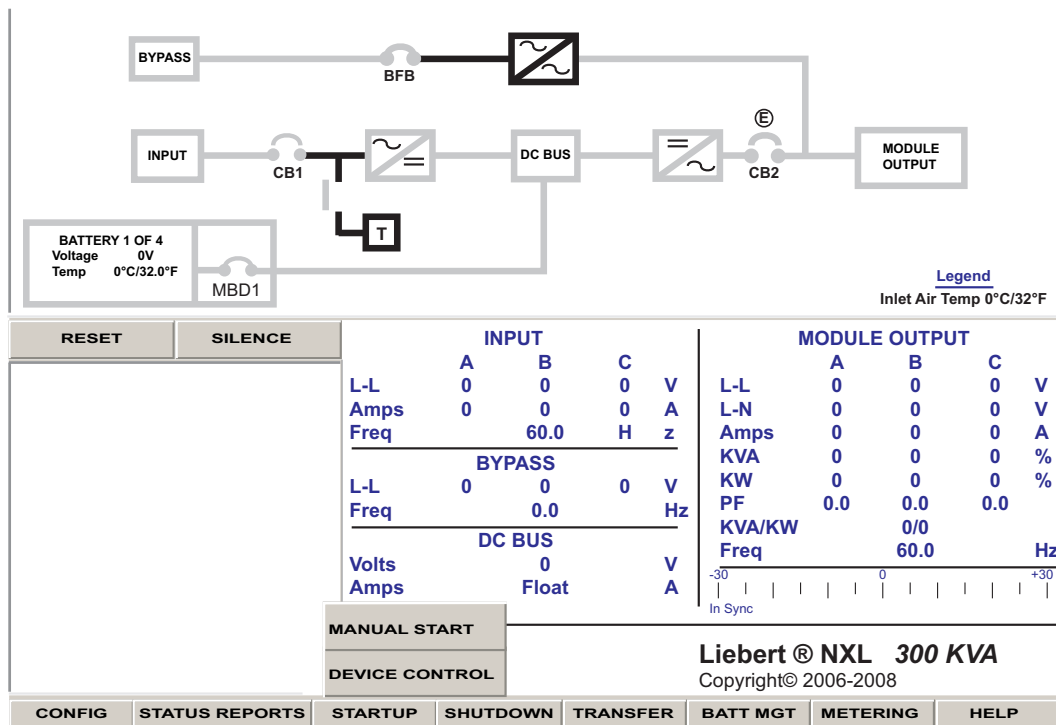 BYPASS
BFB
E
INPUT
CB1
DC BUS
CB2
MODULE
OUTPUT
T
BATTERY 1 OF 4
Voltage 0V
Temp 0°C/32.0°F
MBD1
Legend
Inlet Air Temp 0°C/32°F
RESET SILENCE
INPUT
A B C
L-L 0 0 0 V
Amps 0 0 0 A
Freq 60.0 H z
BYPASS
L-L 0 0 0 V
Freq 0.0 Hz
DC BUS
Volts 0 V
Amps Float A
MODULE OUTPUT
A B C
L-L 0 0 0 V
L-N 0 0 0 V
Amps 0 0 0 A
KVA 0 0 0 %
KW 0 0 0 %
PF 0.0 0.0 0.0
KVA/KW 0/0
Freq 60.0 Hz
-30 0 +30
In Sync
MANUAL START
DEVICE CONTROL
Liebert ® NXL 300 KVA
Copyright© 2006-2008
CONFIG STATUS REPORTS STARTUP SHUTDOWN TRANSFER BATT MGT METERING HELP